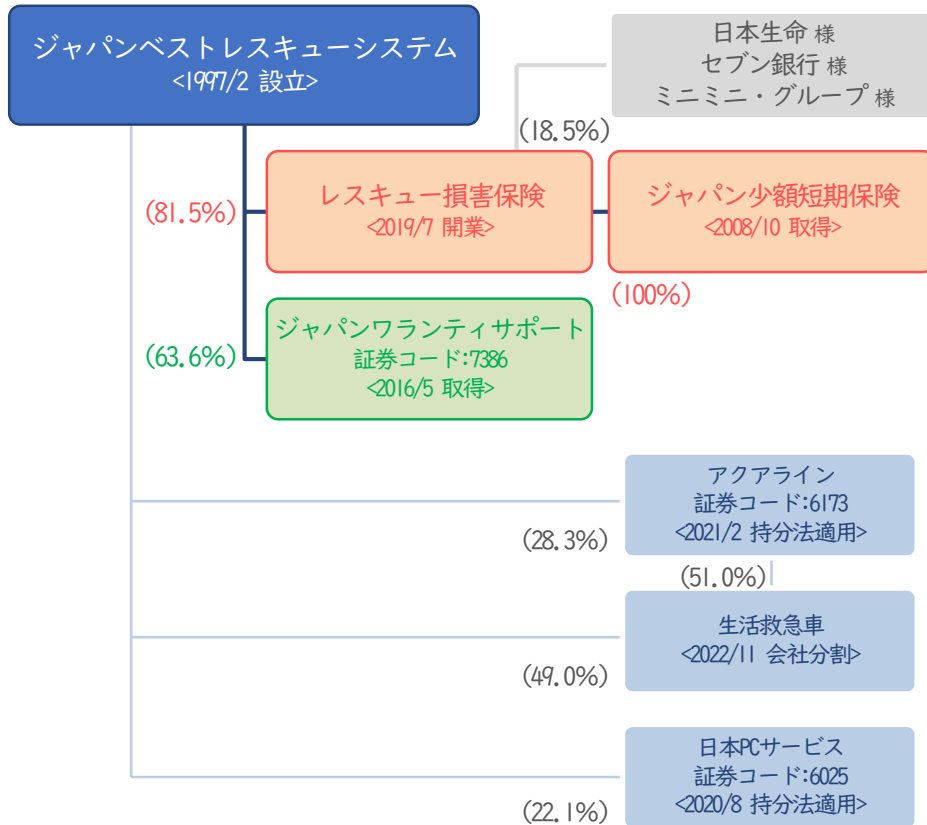 ジャパンベストレスキューシステム
<1997/2 設立>
日本生命 様
セブン銀行 様
ミニミニ・グループ 様
(18.5%)
(81.5%)
レスキュー損害保険
<2019/7 開業>
ジャパン少額短期保険
<2008/10 取得>
(100%)
(63.6%)
ジャパンワランティサポート
証券コード:7386
<2016/5 取得>
アクアライン
証券コード:6173
<2021/2 持分法適用>
(28.3%)
(51.0%)
生活救急車
<2022/11 会社分割>
(49.0%)
日本PCサービス
証券コード:6025
<2020/8 持分法適用>
(22.1%)